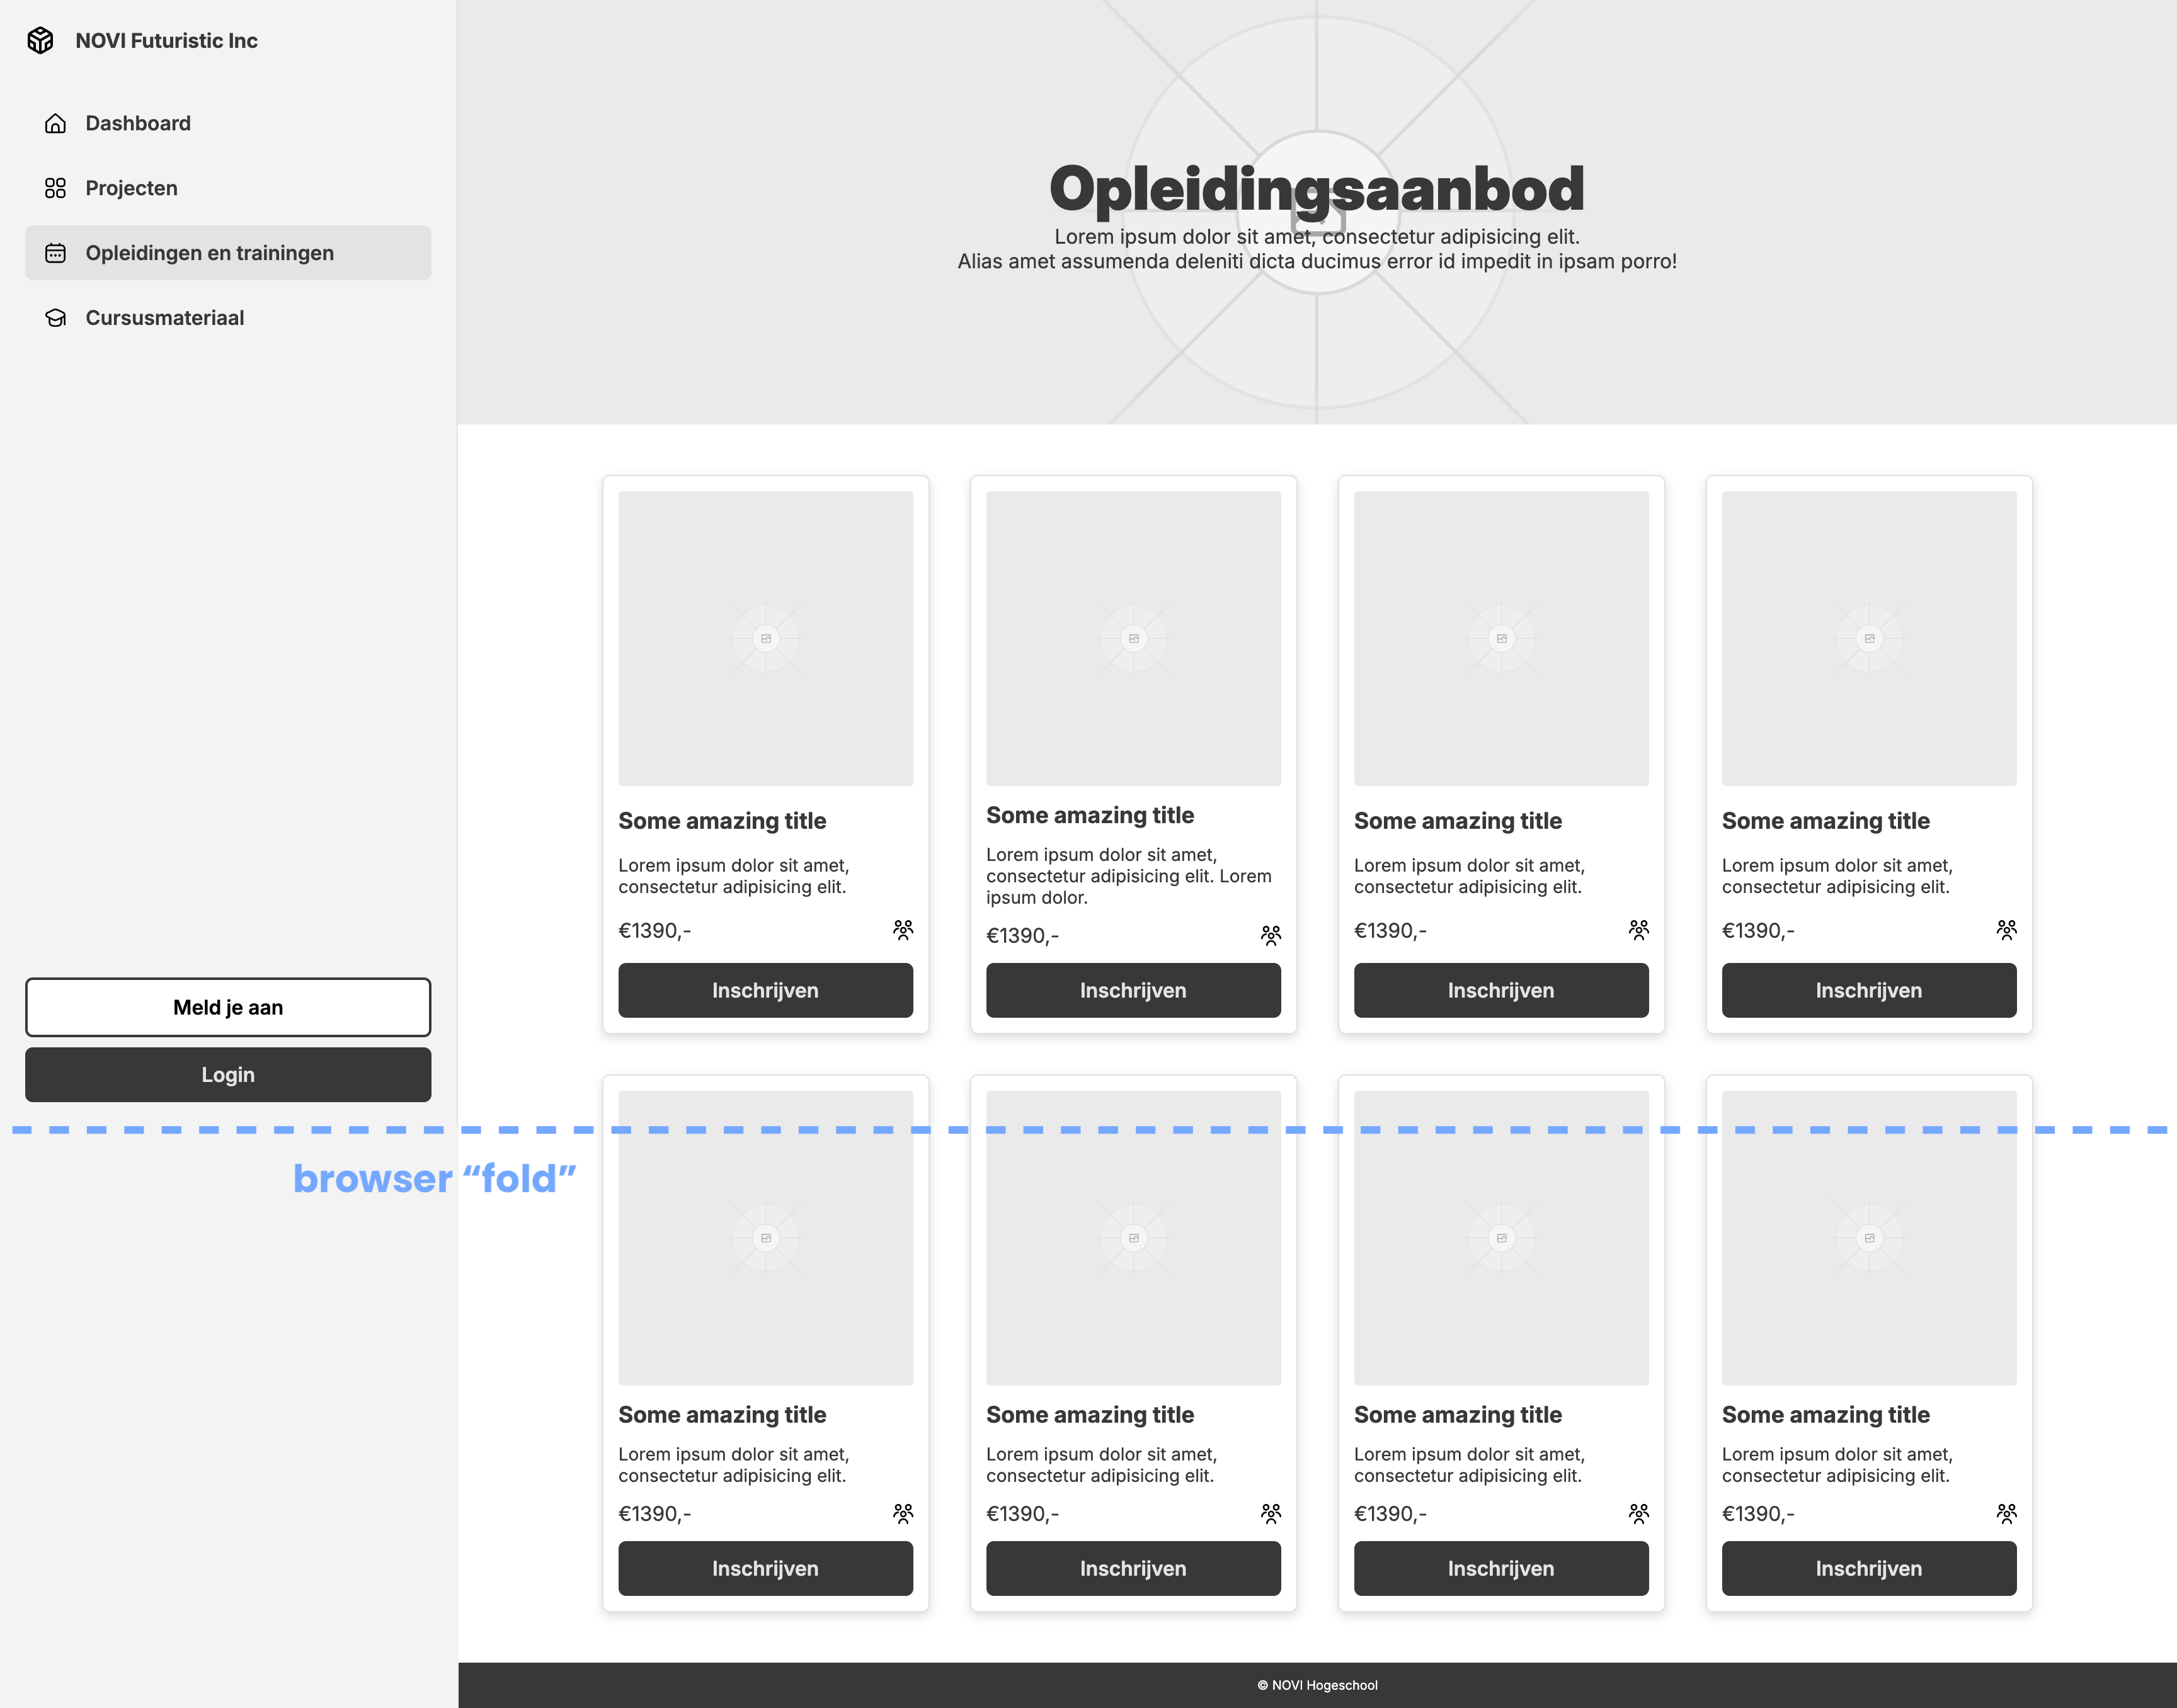 NOVI Futuristic Inc
Dashboard
Projecten
Opleidingen en trainingen
Cursusmateriaal
Meld je aan
Login
browser “fold”
Opleidingsaanbod
Lorem ipsum dolor sit amet, consectetur adipisicing elit.
Alias amet assumenda deleniti dicta ducimus error id impedit in ipsam porro!
Some amazing title
Lorem ipsum dolor sit amet,
consectetur adipisicing elit.
€1390,-
Inschrijven
Some amazing title
Lorem ipsum dolor sit amet,
consectetur adipisicing elit. Lorem
ipsum dolor.
€1390,-
Inschrijven
Some amazing title
Lorem ipsum dolor sit amet,
consectetur adipisicing elit.
€1390,-
Inschrijven
Some amazing title
Lorem ipsum dolor sit amet,
consectetur adipisicing elit.
€1390,-
Inschrijven
Some amazing title
Lorem ipsum dolor sit amet,
consectetur adipisicing elit.
€1390,-
Inschrijven
Some amazing title
Lorem ipsum dolor sit amet,
consectetur adipisicing elit.
€1390,-
Inschrijven
Some amazing title
Lorem ipsum dolor sit amet,
consectetur adipisicing elit.
€1390,-
Inschrijven
Some amazing title
Lorem ipsum dolor sit amet,
consectetur adipisicing elit.
€1390,-
Inschrijven
© NOVI Hogeschool